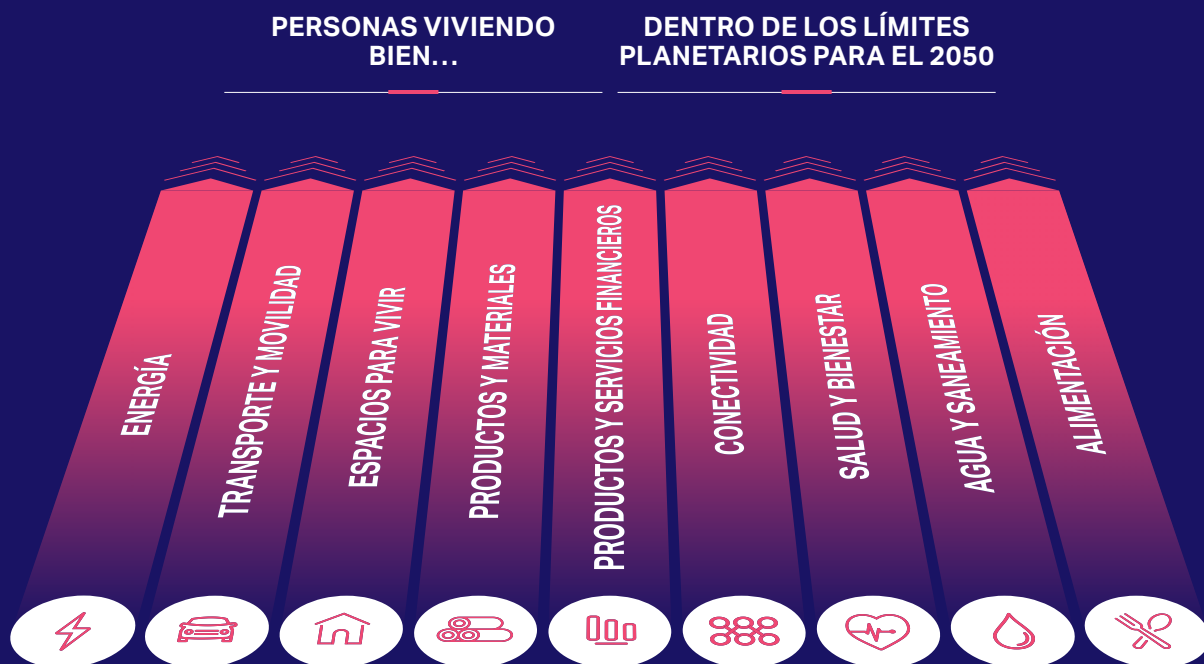 PERSONAS VIVIENDO
BIEN...
DENTRO DE LOS LÍMITES
PLANETARIOS PARA EL 2050
ENERGÍA
TRANSPORTE Y MOVILIDAD
ESPACIOS PARA VIVIR
PRODUCTOS Y MATERIALES
PRODUCTOS Y SERVICIOS FINANCIEROS
CONECTIVIDAD
SALUD Y BIENESTAR
AGUA Y SANEAMIENTO
ALIMENTACIÓN